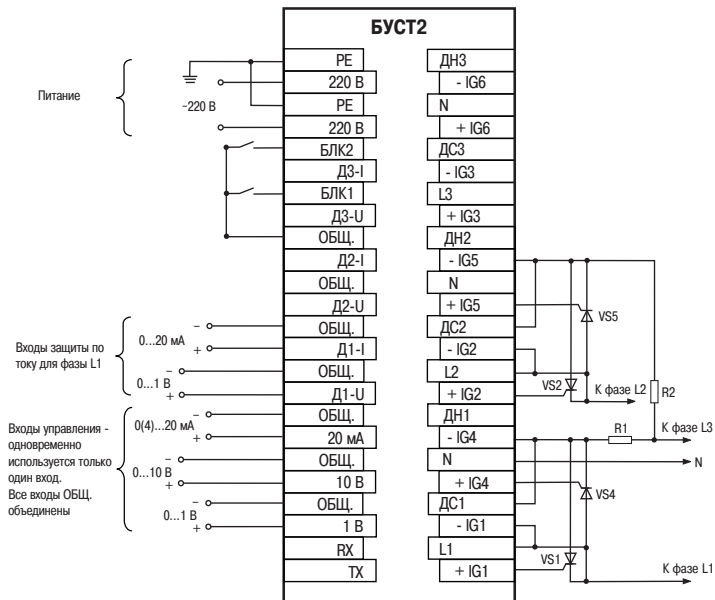 БУСТ2
Питание
~220 В
PE
220 В
PE
220 В
БЛК2
Д3-I
БЛК1
Д3-U
ОБЩ.
Д2-I
ОБЩ.
Д2-U
ОБЩ.
Д1-I
ОБЩ.
Д1-U
ОБЩ.
20 мА
ОБЩ.
10 В
ОБЩ.
1 В
RX
TX
Входы защиты по
току для фазы L1
−
0...20 мА
+
−
0...1 В
+
Входы управления -
одновременно
используется только
один вход.
Все входы ОБЩ.
объединены
−
0(4)...20 мА
+
−
0...10 В
+
−
0...1 В
+
ДН3
- IG6
N
+ IG6
ДС3
- IG3
L3
+ IG3
ДН2
- IG5
N
+ IG5
ДС2
- IG2
L2
+ IG2
ДН1
- IG4
N
+ IG4
ДС1
- IG1
L1
+ IG1
VS5
VS2
К фазе L2
R2
R1
К фазе L3
N
VS4
VS1
К фазе L1